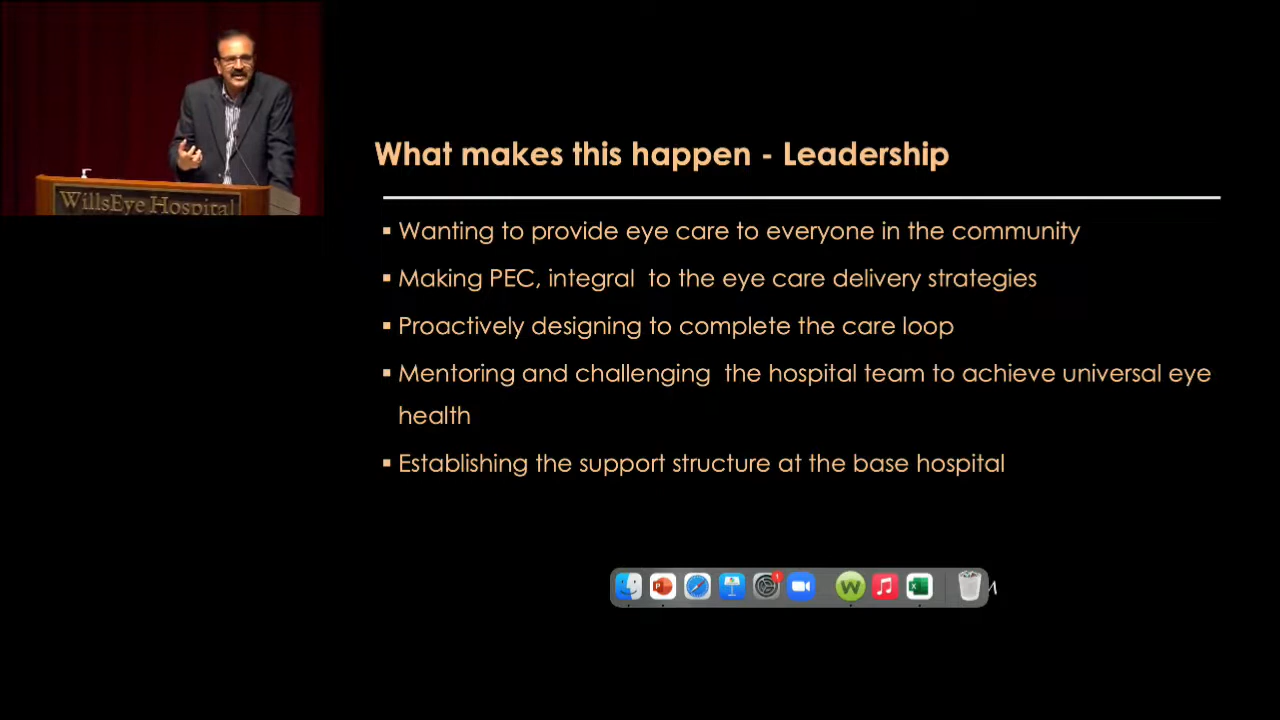 WillsEye Hospital
What makes this happen - Leadership
▪ Wanting to provide eye care to everyone in the community
▪ Making PEC, integral  to the eye care delivery strategies
▪ Proactively designing to complete the care loop
▪ Mentoring and challenging  the hospital team to achieve universal eye
health
▪ Establishing the support structure at the base hospital